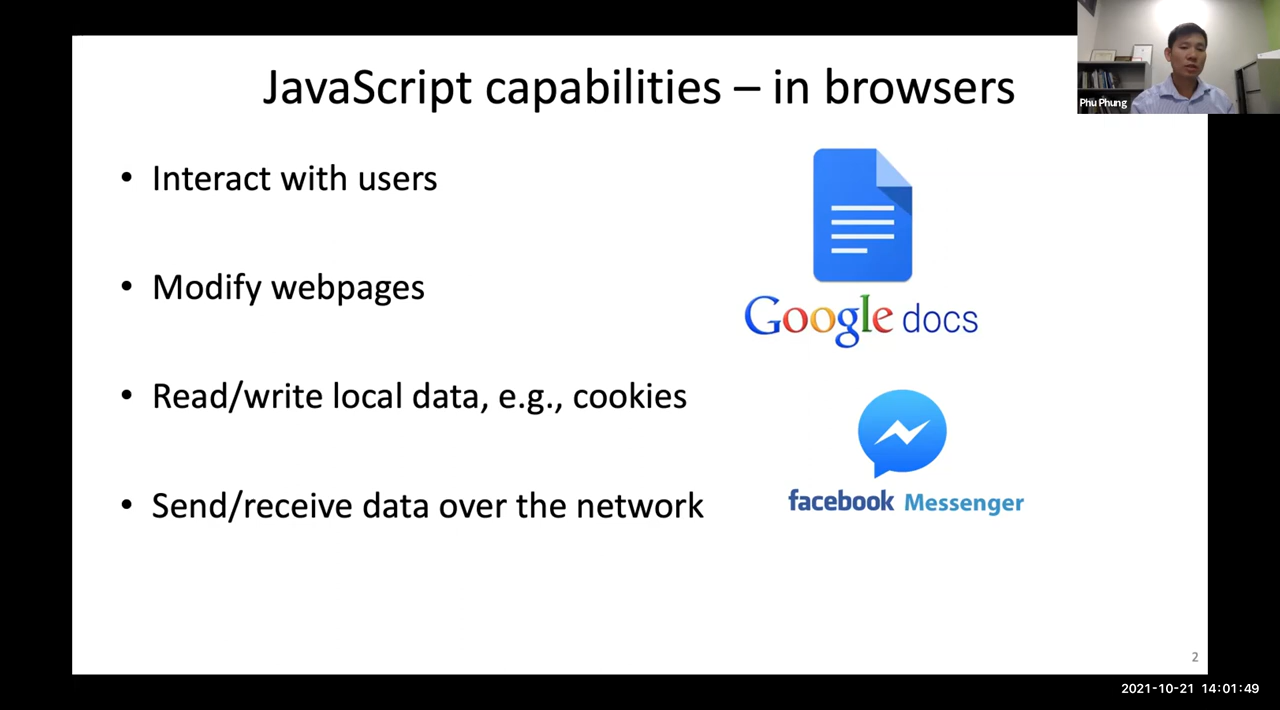 JavaScript capabilities – in browsers
Phu Phung
• Interact with users
• Modify webpages
• Read/write local data, e.g., cookies
• Send/receive data over the network
Google docs
facebook Messenger
2
2021-10-21 14:01:49